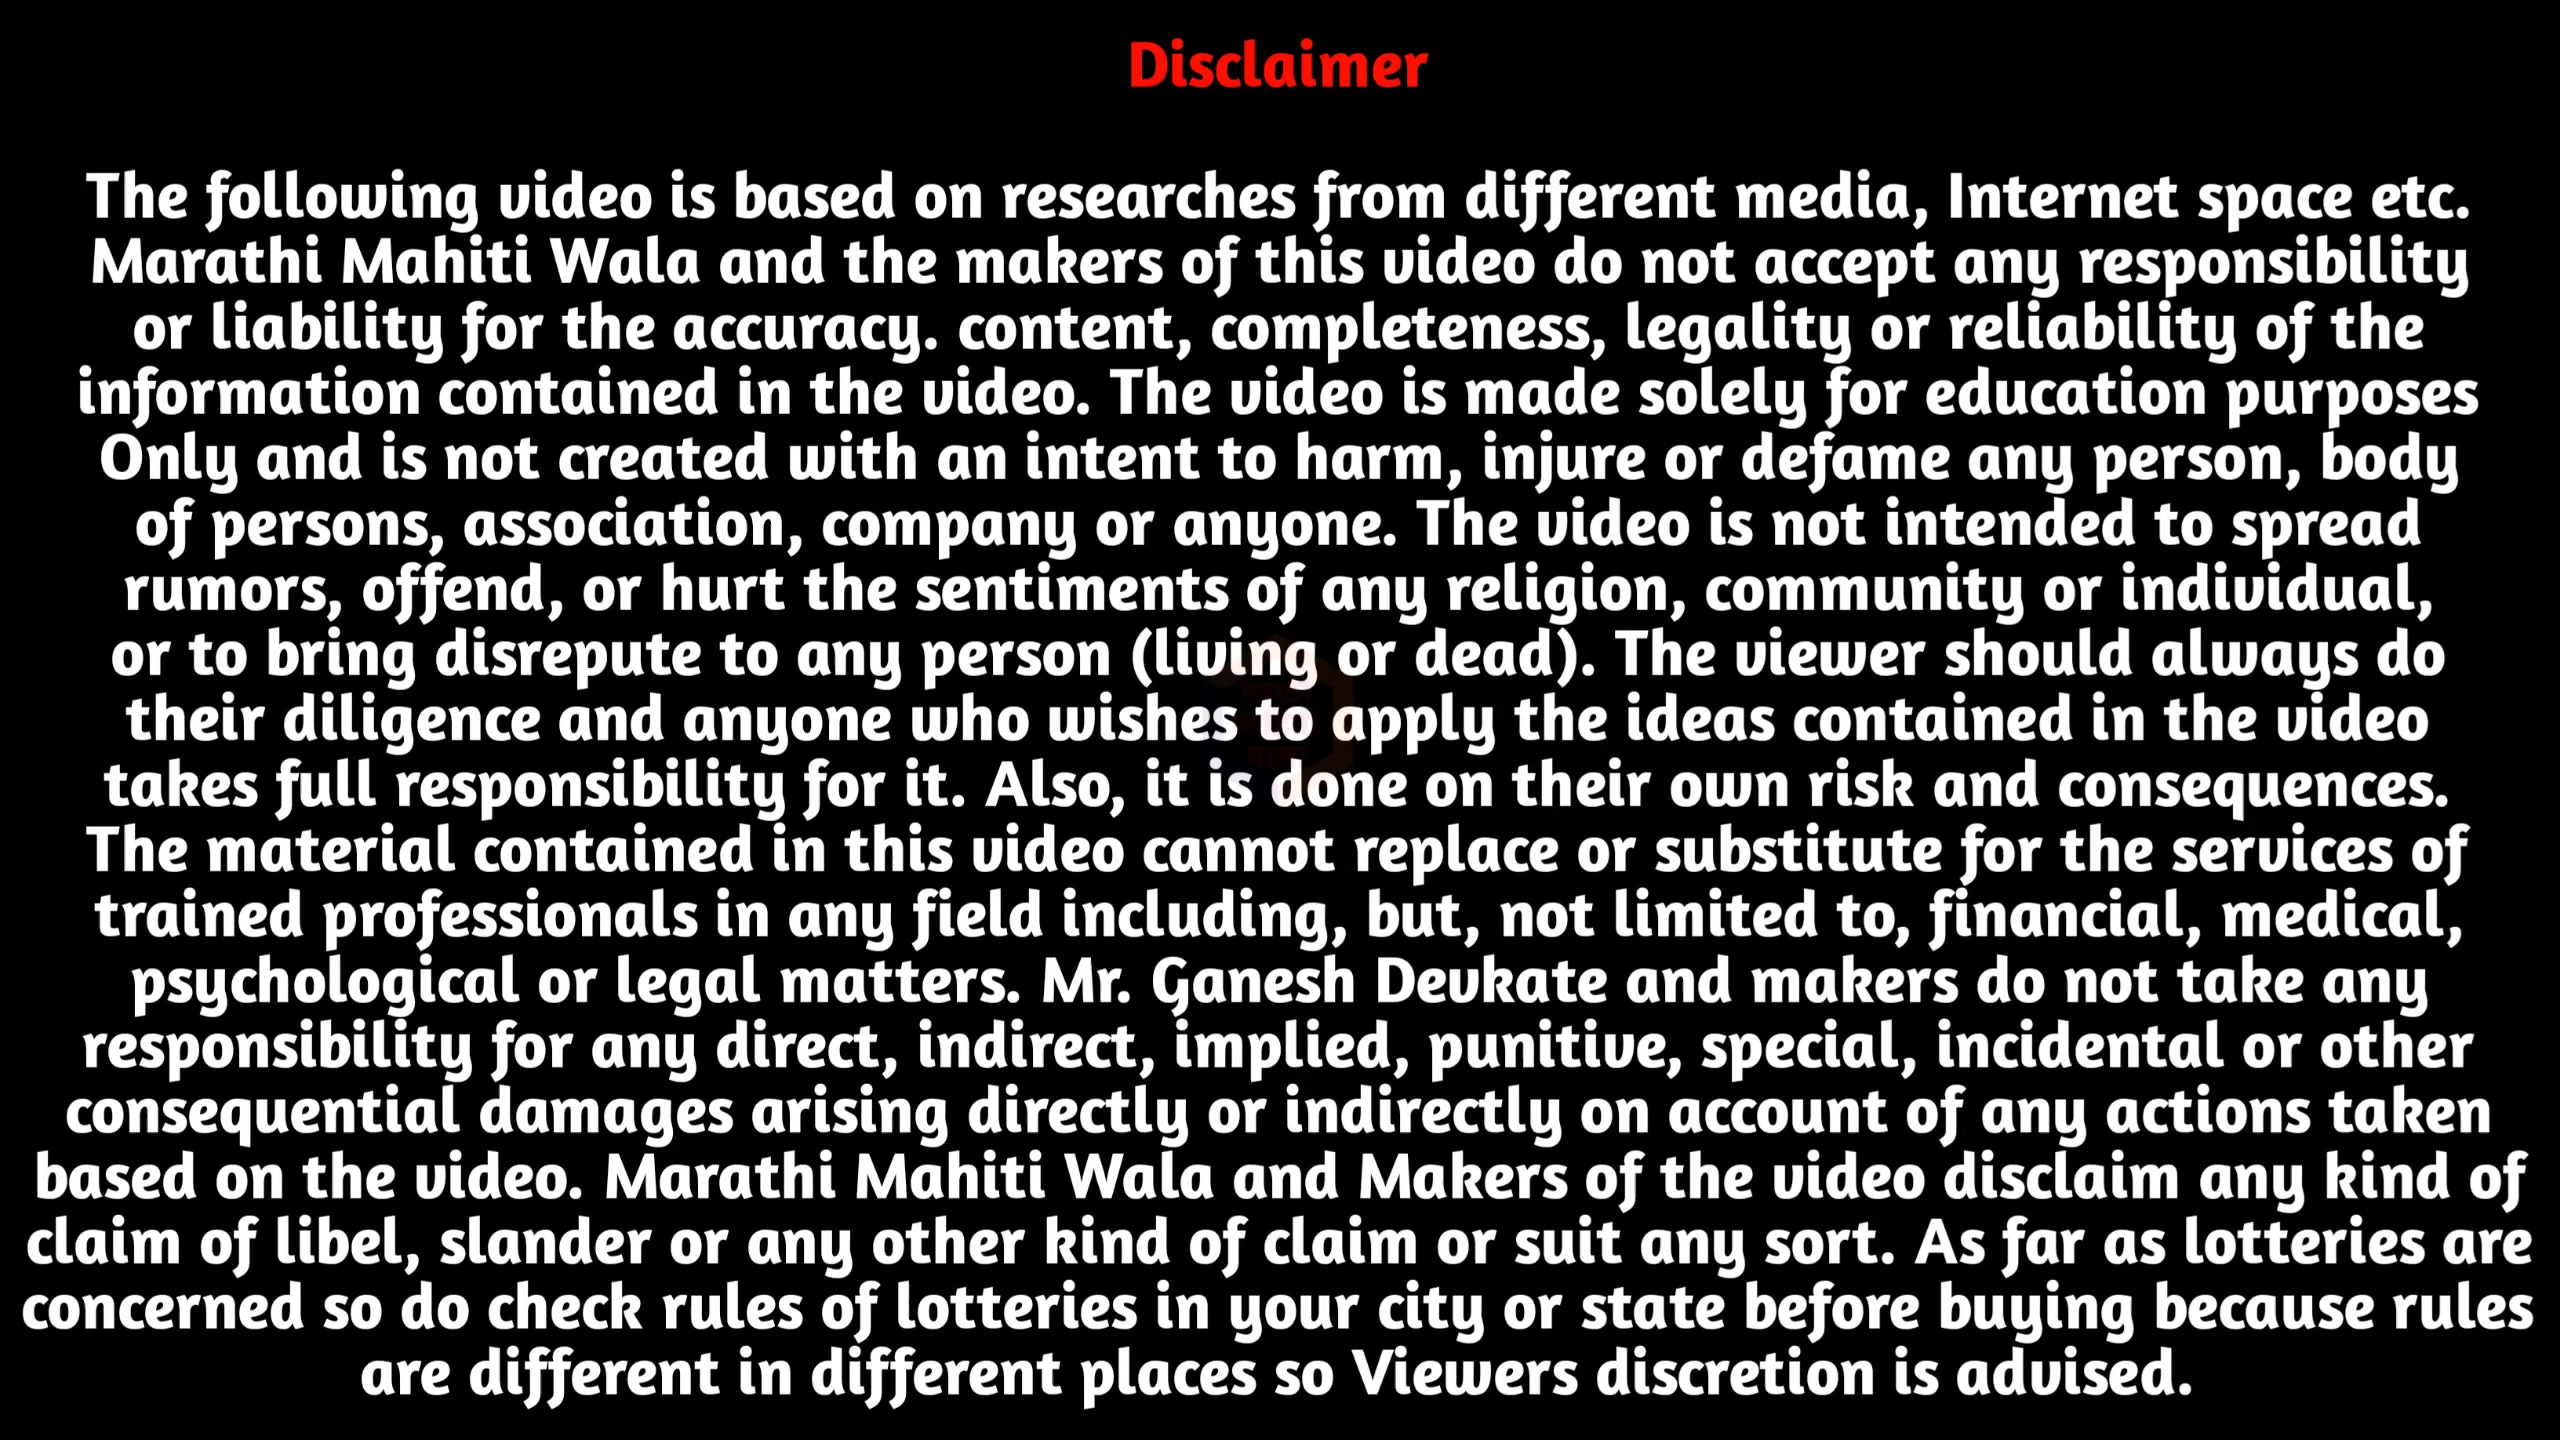 Disclaimer
The following video is based on researches from different media, Internet space etc.
Marathi Mahiti Wala and the makers of this video do not accept any responsibility
or liability for the accuracy. content, completeness, legality or reliability of the
information contained in the video. The video is made solely for education purposes
Only and is not created with an intent to harm, injure or defame any person, body
of persons, association, company or anyone. The video is not intended to spread
rumors, offend, or hurt the sentiments of any religion, community or individual,
or to bring disrepute to any person (living or dead). The viewer should always do
their diligence and anyone who wishes to apply the ideas contained in the video
takes full responsibility for it. Also, it is done on their own risk and consequences.
The material contained in this video cannot replace or substitute for the services of
trained professionals in any field including, but, not limited to, financial, medical,
psychological or legal matters. Mr. Ganesh Devkate and makers do not take any
responsibility for any direct, indirect, implied, punitive, special, incidental or other
consequential damages arising directly or indirectly on account of any actions taken
based on the video. Marathi Mahiti Wala and Makers of the video disclaim any kind of
claim of libel, slander or any other kind of claim or suit any sort. As far as lotteries are
concerned so do check rules of lotteries in your city or state before buying because rules
are different in different places so Viewers discretion is advised.